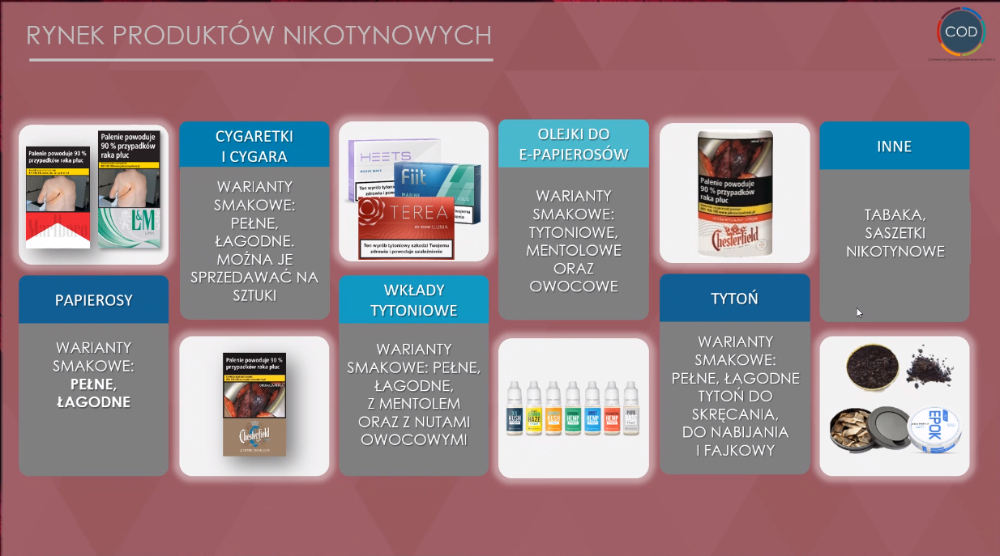 RYNEK PRODUKTÓW NIKOTYNOWYCH
COD
Palenie powoduje 90 %
przypadków raka płuc
Marlboro
Palenie powoduje
90 % przypadków
raka płuc
L&M
PAPIEROSY
WARIANTY
SMAKOWE:
PEŁNE,
ŁAGODNE
CYGARETKI
I CYGARA
WARIANTY
SMAKOWE:
PEŁNE,
ŁAGODNE.
MOŻNA JE
SPRZEDAWAĆ NA
SZTUKI
Palenie powoduje 90 %
przypadków raka płuc
Chesterfield
HEETS
Fiit
MARINE
TEREA
ILUMA
Ten wyrób tytoniowy szkodzi Twojemu
zdrowiu i powoduje uzależnienie
WKŁADY
TYTONIOWE
WARIANTY
SMAKOWE: PEŁNE,
ŁAGODNE,
Z MENTOLEM
ORAZ Z NUTAMI
OWOCOWYMI
OLEJKI DO
E-PAPIEROSÓW
WARIANTY
SMAKOWE:
TYTONIOWE,
MENTOLOWE
ORAZ
OWOCOWE
KUSH
HAZE
KUSH
HEMP
HEMP
HEMP
PURE
BASE
Palenie powoduje
90 % przypadków
raka płuc
Chesterfield
TYTOŃ
WARIANTY
SMAKOWE:
PEŁNE, ŁAGODNE
TYTOŃ DO
SKRĘCANIA,
DO NABIJANIA
I FAJKOWY
INNE
TABAKA,
SASZETKI
NIKOTYNOWE
EPOK